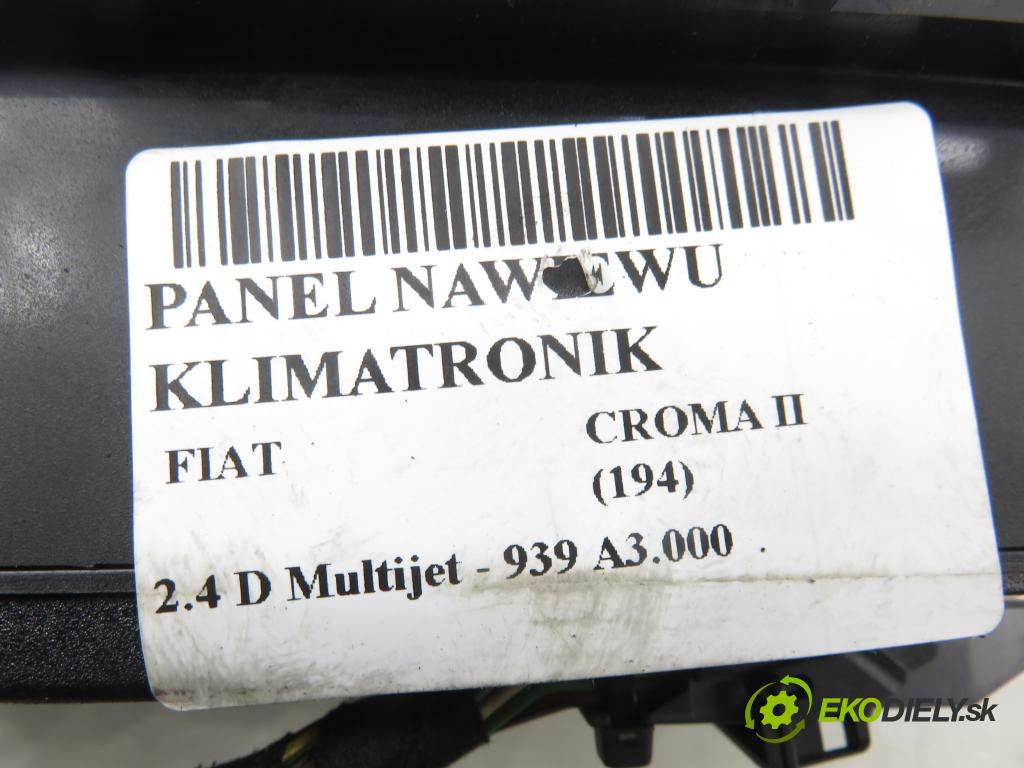 PANEL NAWIEWU
KLIMATRONIK
FIAT
CROMA II
(194)
2.4 D Multijet - 939 A3.000
EKODIELY.sk